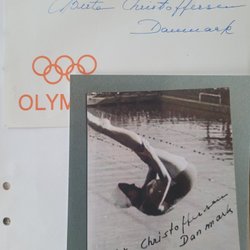 Birte Christoffersen
Danmark
OLYM
Christoffersen
Danmark